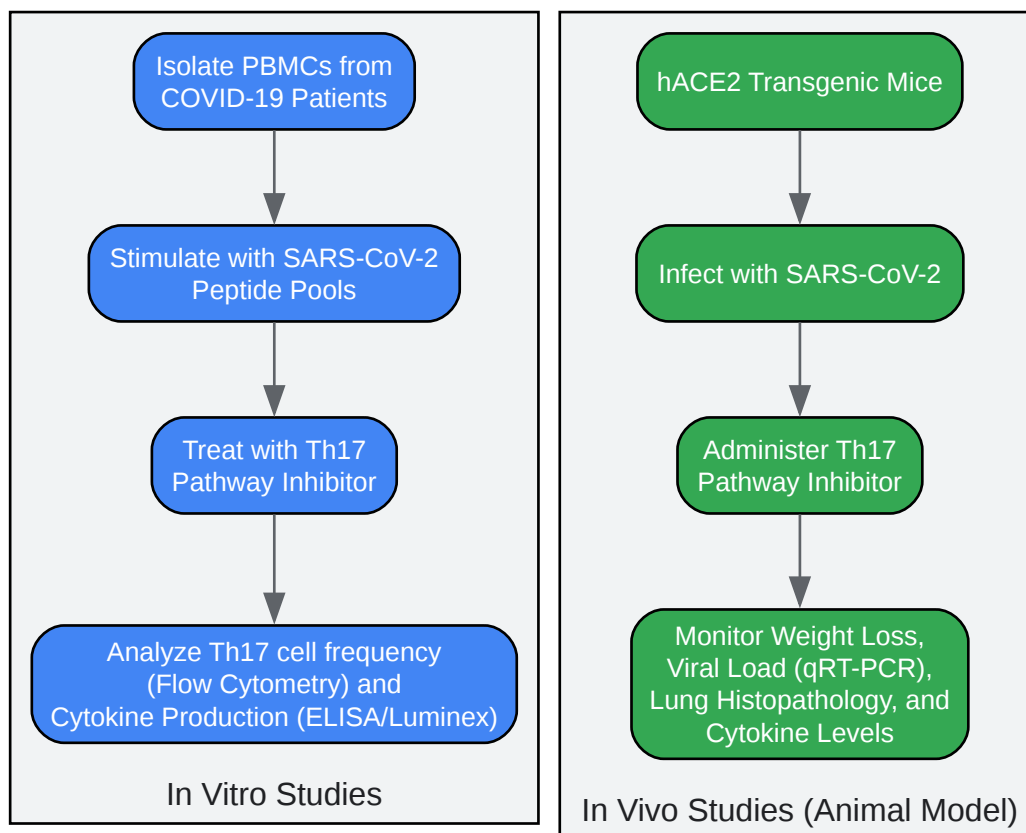 Isolate PBMCs from
COVID-19 Patients
Stimulate with SARS-CoV-2
Peptide Pools
Treat with Th17
Pathway Inhibitor
Analyze Th17 cell frequency
(Flow Cytometry) and
Cytokine Production (ELISA/Luminex)
In Vitro Studies
hACE2 Transgenic Mice
Infect with SARS-CoV-2
Administer Th17
Pathway Inhibitor
Monitor Weight Loss,
Viral Load (qRT-PCR),
Lung Histopathology, and
Cytokine Levels
In Vivo Studies (Animal Model)